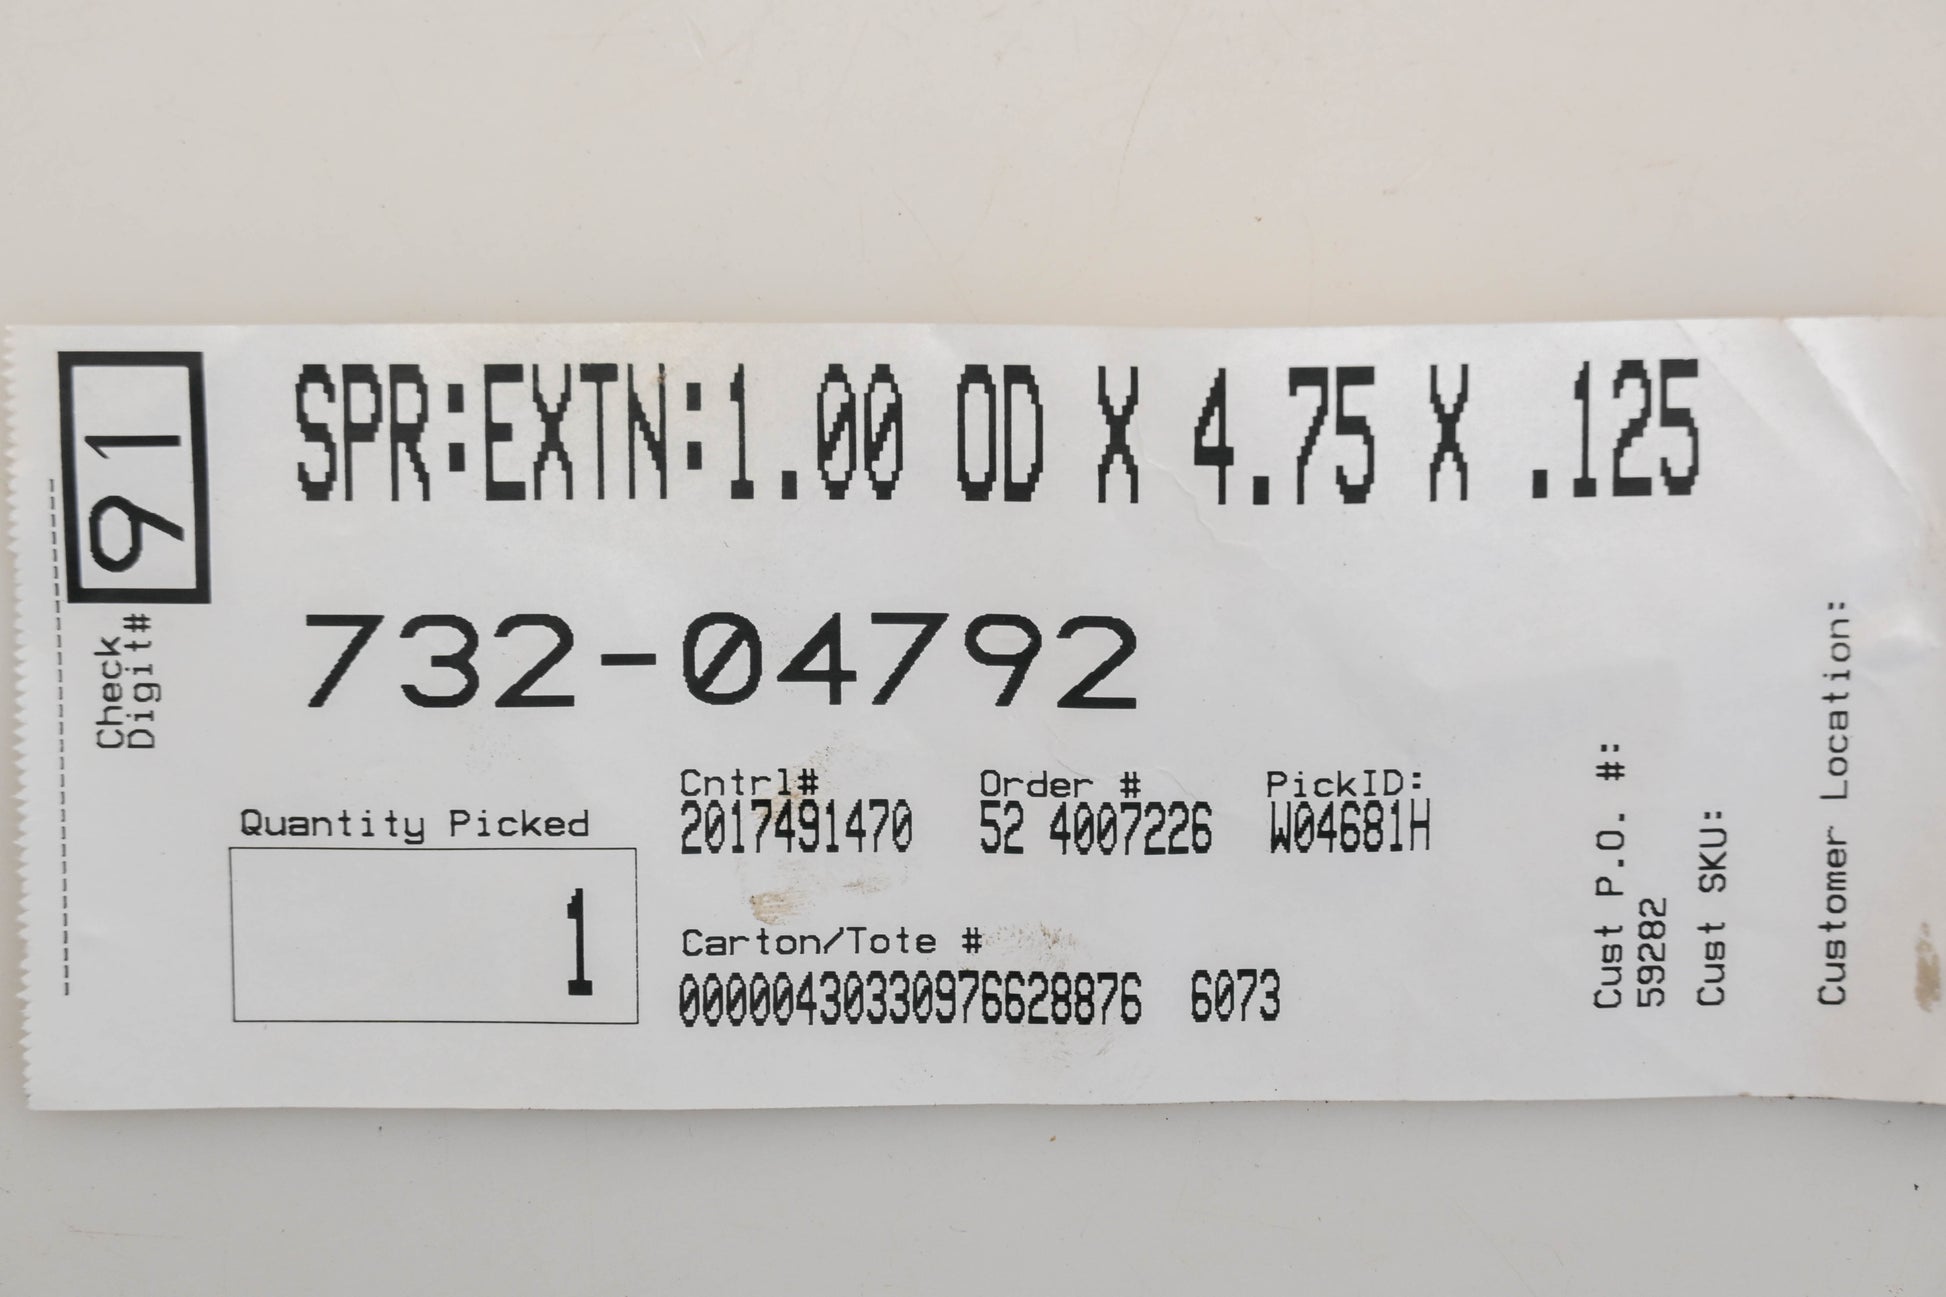 SPR:EXTN:1.00 OD X 4.75 X .125
91
Check
Digit#
732-04792
Cntrl# Order # PickID:
2017491470 52 4007226 W04681H
Quantity Picked
1
Carton/Tote #
00000430330976628876 6073
Cust P.O. #:
59282
Cust SKU:
Customer Location: